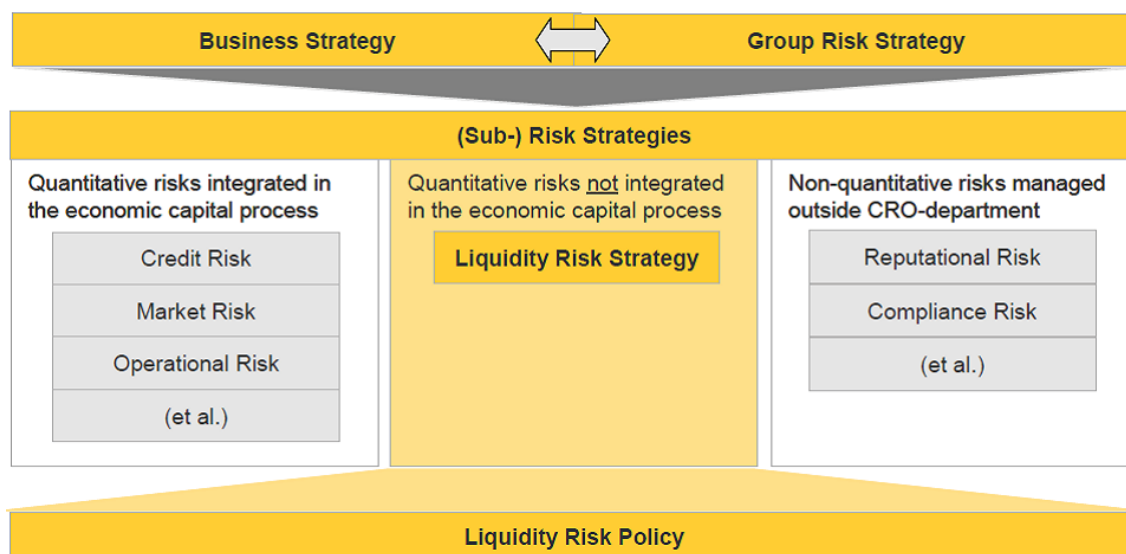 Business Strategy
Group Risk Strategy
(Sub-) Risk Strategies
Quantitative risks integrated in
the economic capital process
Credit Risk
Market Risk
Operational Risk
(et al.)
Quantitative risks not integrated
in the economic capital process
Liquidity Risk Strategy
Non-quantitative risks managed
outside CRO-department
Reputational Risk
Compliance Risk
(et al.)
Liquidity Risk Policy